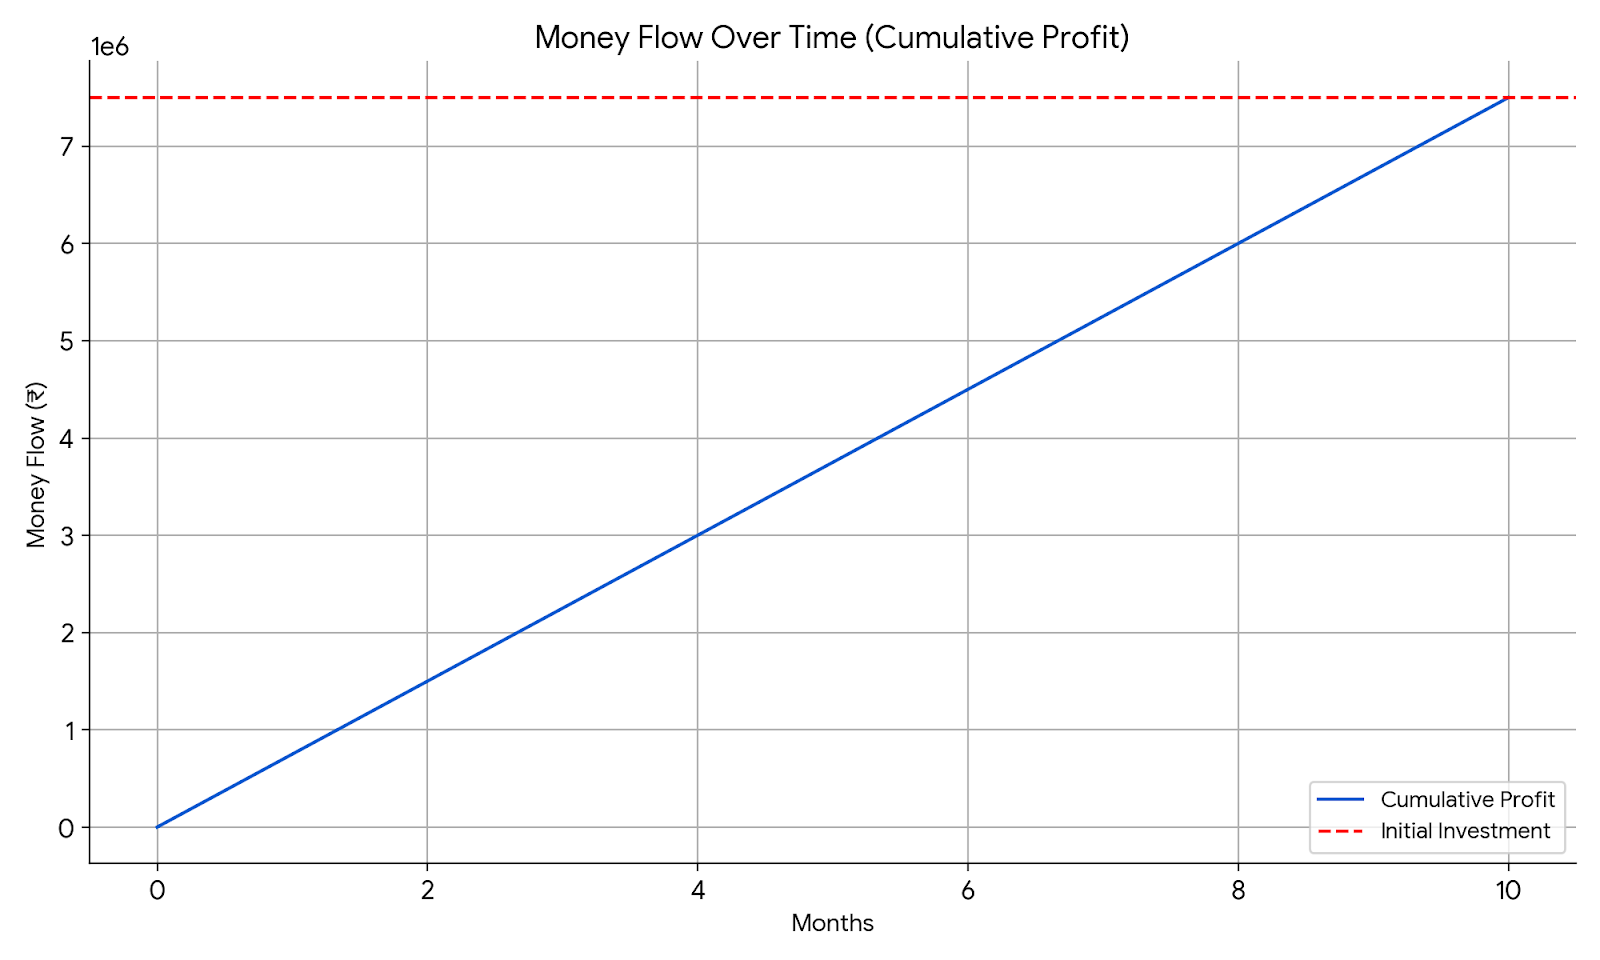 Money Flow Over Time (Cumulative Profit)
1e6
7
6
5
4
3
2
1
0
Money Flow (₹)
0 2 4 6 8 10
Months
Cumulative Profit
Initial Investment